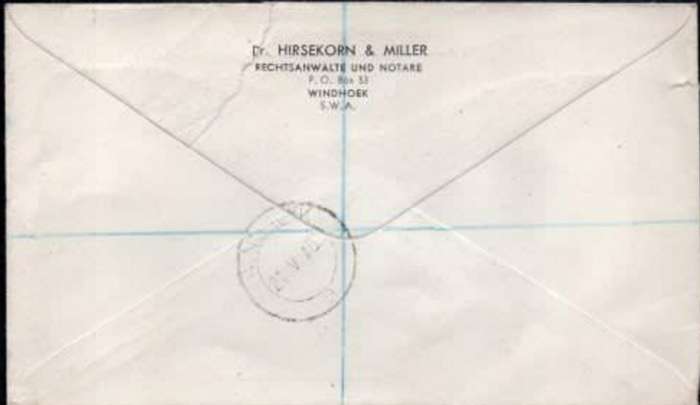 Dr. HIRSEKORN & MILLER
RECHTSANWÄLTE UND NOTARE
P. O. Box 53
WINDHOEK
S.W.A.